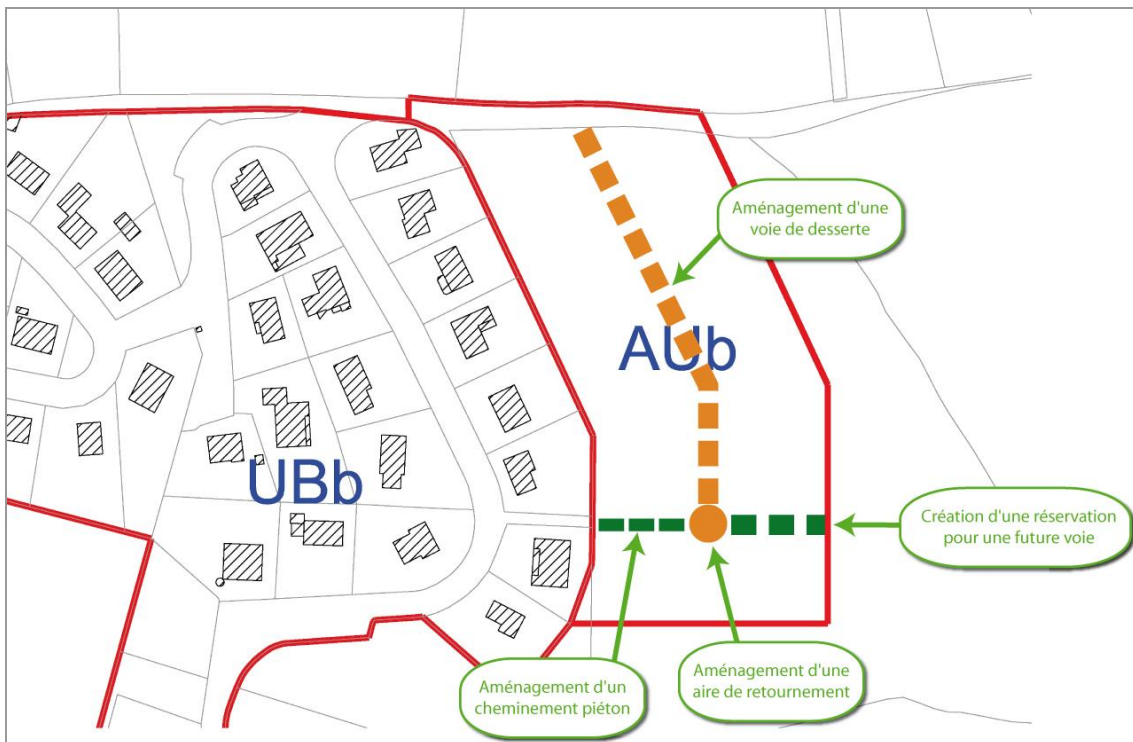 Aménagement d'une
voie de desserte
AUb
UBb
Création d'une réservation
pour une future voie
Aménagement d'un
cheminement piéton
Aménagement d'une
aire de retournement